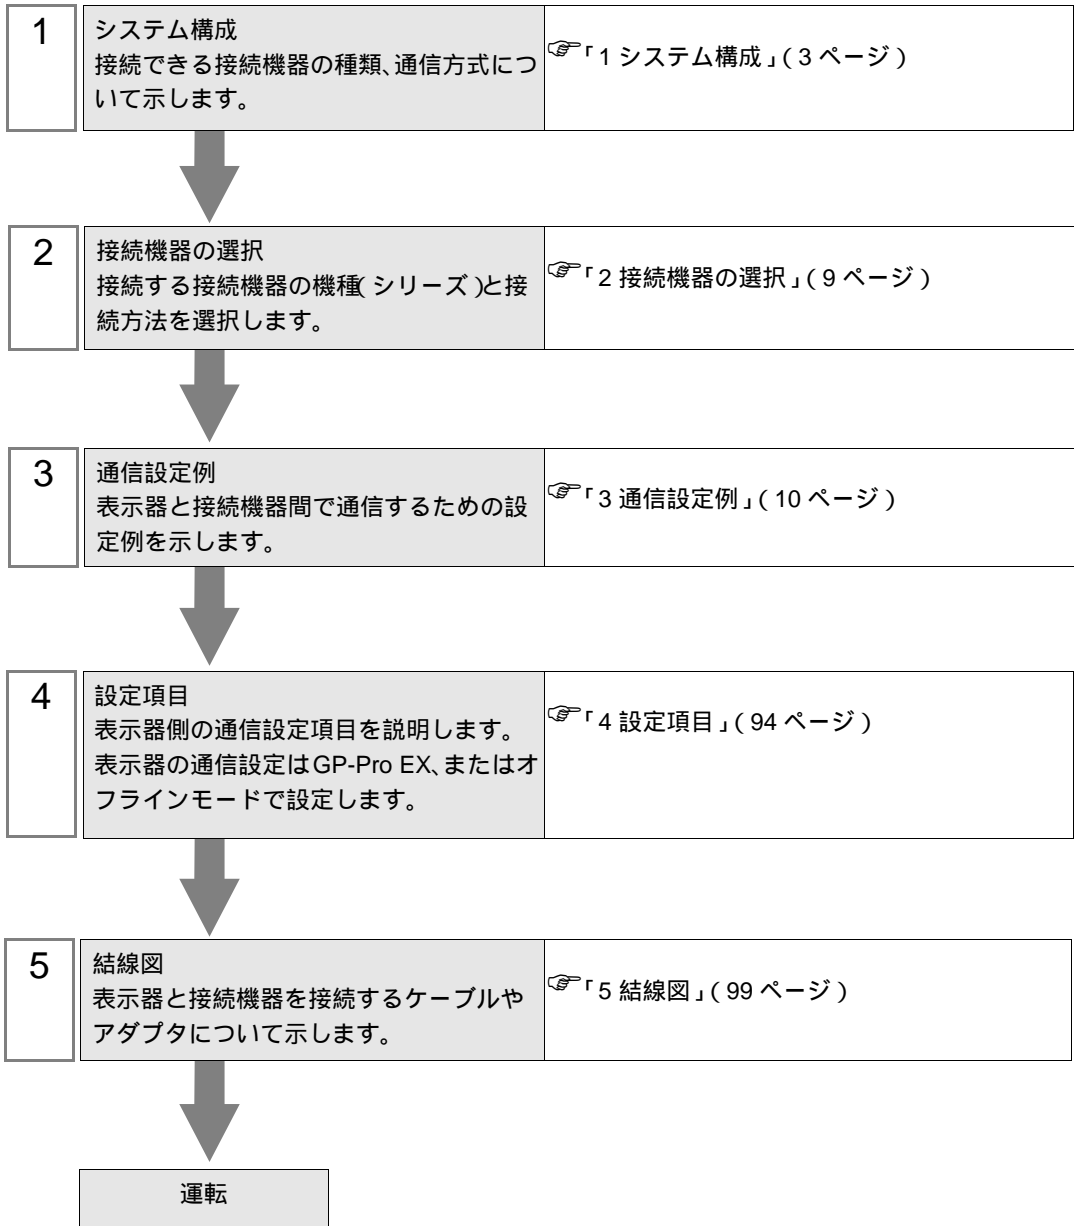 1
システム構成
接続できる接続機器の種類、通信方式につ
いて示します。
☞「1 システム構成」(3 ページ)
2
接続機器の選択
接続する接続機器の機種(シリーズ)と接
続方法を選択します。
☞「2 接続機器の選択」(9 ページ)
3
通信設定例
表示器と接続機器間で通信するための設
定例を示します。
☞「3 通信設定例」(10 ページ)
4
設定項目
表示器側の通信設定項目を説明します。
表示器の通信設定はGP-Pro EX、またはオ
フラインモードで設定します。
☞「4 設定項目」(94 ページ)
5
結線図
表示器と接続機器を接続するケーブルや
アダプタについて示します。
☞「5 結線図」(99 ページ)
運転